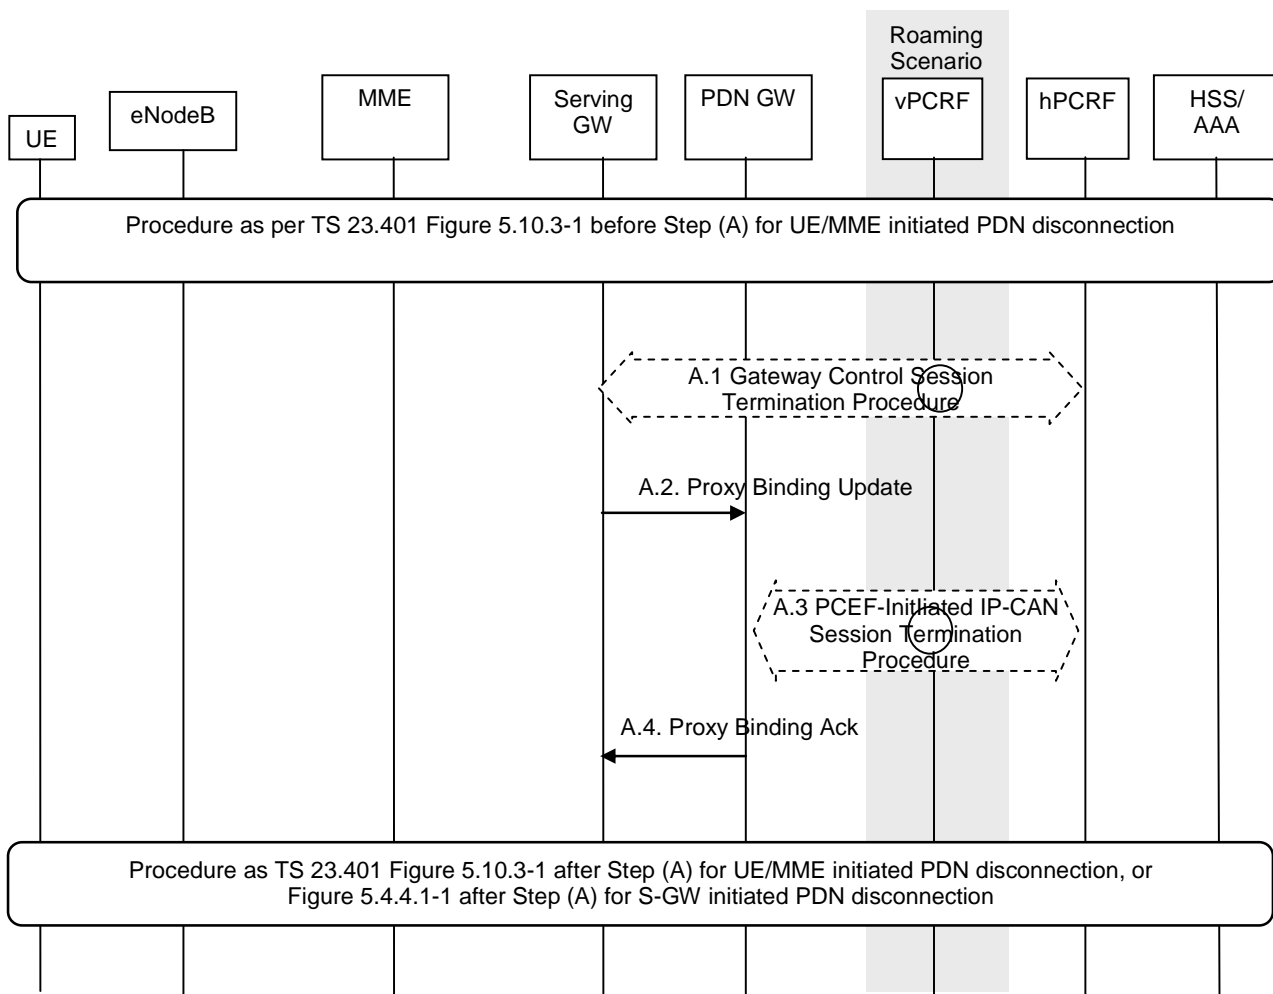 Roaming
Scenario
UE
eNodeB
MME
Serving
GW
PDN GW
vPCRF
hPCRF
HSS/
AAA
Procedure as per TS 23.401 Figure 5.10.3-1 before Step (A) for UE/MME initiated PDN disconnection
A.1 Gateway Control Session
Termination Procedure
A.2. Proxy Binding Update
A.3 PCEF-Initliated IP-CAN
Session Termination
Procedure
A.4. Proxy Binding Ack
Procedure as TS 23.401 Figure 5.10.3-1 after Step (A) for UE/MME initiated PDN disconnection, or
Figure 5.4.4.1-1 after Step (A) for S-GW initiated PDN disconnection